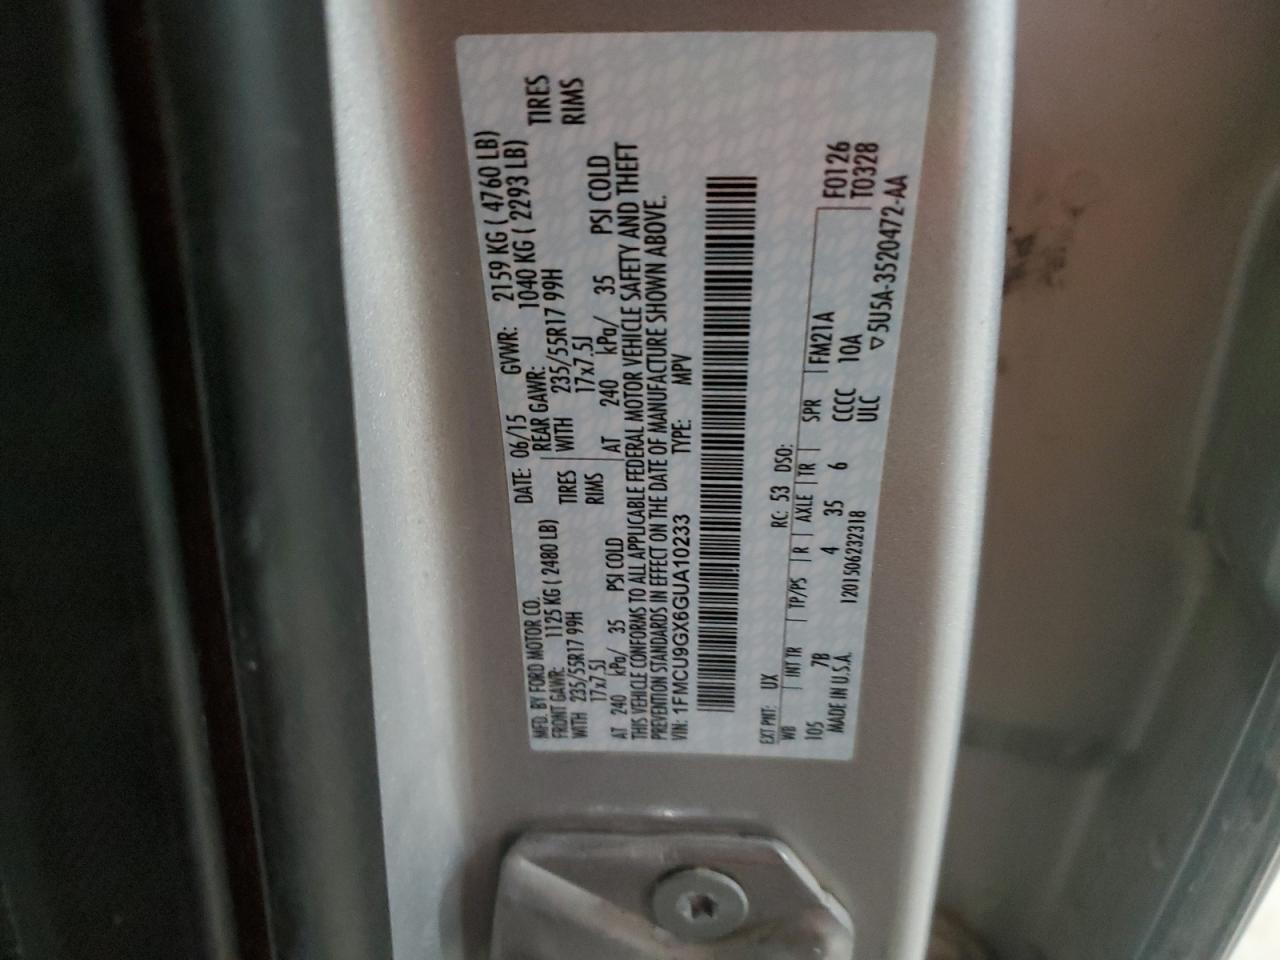 MFD. BY FORD MOTOR CO. DATE: 06/15 GVWR: 2159 KG ( 4760 LB)
FRONT GAWR: 1125 KG ( 2480 LB) REAR GAWR: 1040 KG ( 2293 LB)
WITH 235/55R17 99H TIRES WITH 235/55R17 99H TIRES
17x7.5J RIMS 17x7.5J RIMS
AT 240 kPa/ 35 PSI COLD AT 240 kPa/ 35 PSI COLD
THIS VEHICLE CONFORMS TO ALL APPLICABLE FEDERAL MOTOR VEHICLE SAFETY AND THEFT
PREVENTION STANDARDS IN EFFECT ON THE DATE OF MANUFACTURE SHOWN ABOVE.
VIN: 1FMCU9GX6GUA10233 TYPE: MPV
EXT PNT: UX RC: 53 DSO:
WB INT TR TP/PS R AXLE TR SPR FM21A F0126
105 7B 4 35 6 CCCC 10A T0328
MADE IN U.S.A. 1201506232318 ULC ▽5U5A-3520472-AA